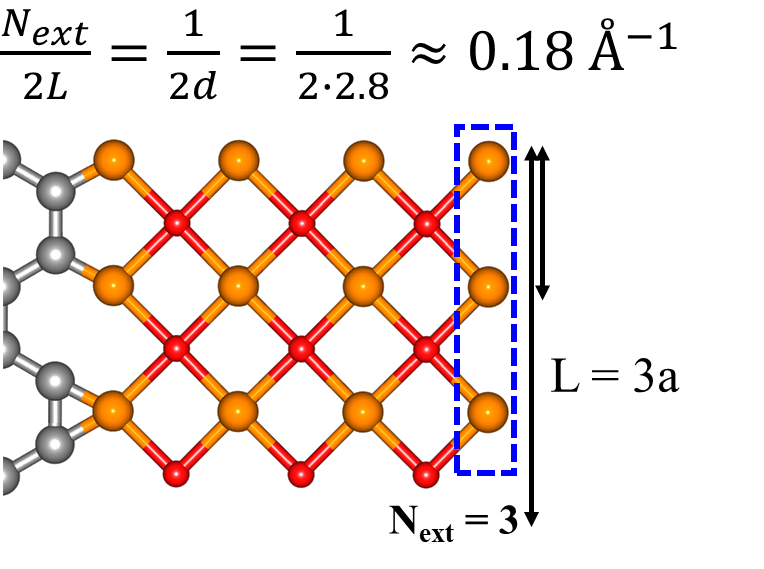 N_ext/2L = 1/2d = 1/2·2.8 ≈ 0.18 Å⁻¹
L = 3a
N_ext = 3